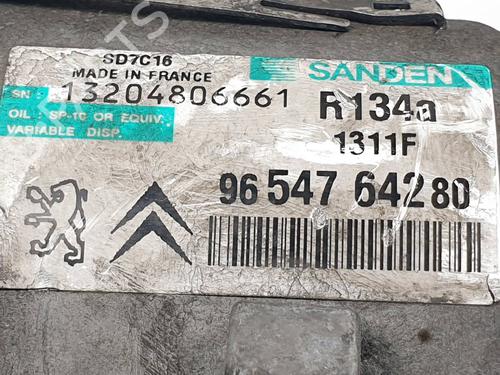 SD7C16
MADE IN FRANCE
SANDEN
SN 13204806661
R134a
OIL: SP-10 OR EQUIV.
VARIABLE DISP.
1311F
96 547 642 80